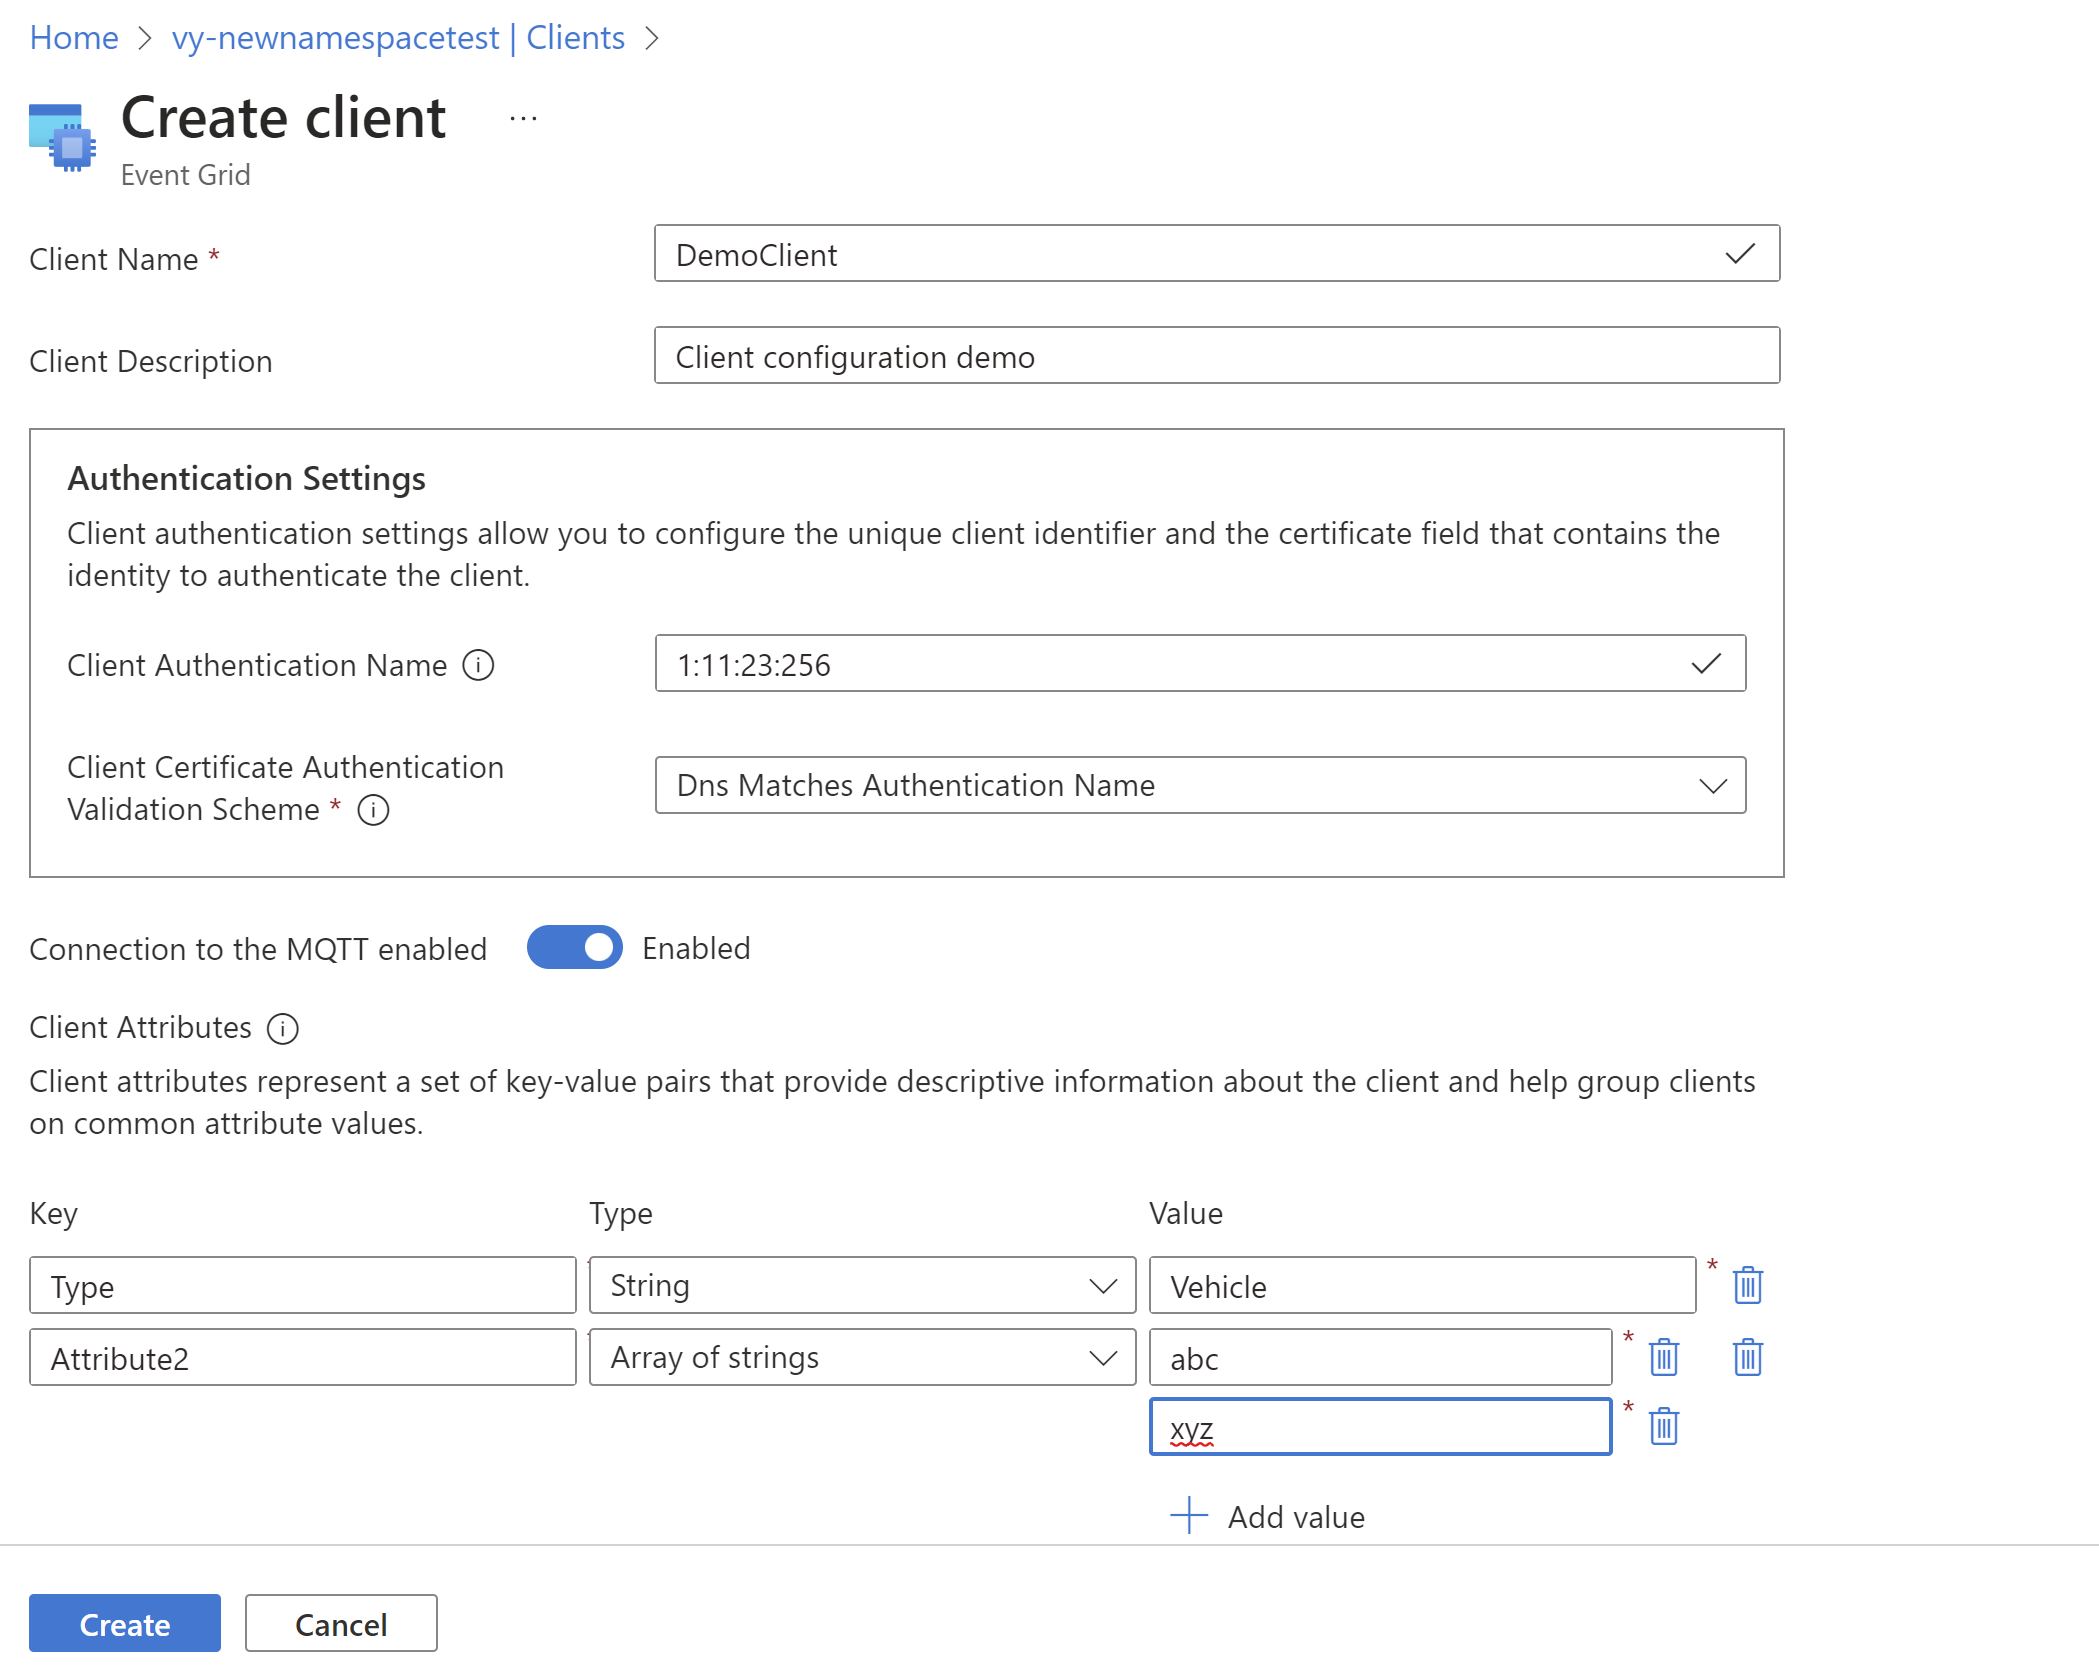 Home > vy-newnamespacetest | Clients >
Create client ...
Event Grid
Client Name * DemoClient
Client Description Client configuration demo
Authentication Settings
Client authentication settings allow you to configure the unique client identifier and the certificate field that contains the
identity to authenticate the client.
Client Authentication Name 1:11:23:256
Client Certificate Authentication
Validation Scheme * Dns Matches Authentication Name
Connection to the MQTT enabled Enabled
Client Attributes
Client attributes represent a set of key-value pairs that provide descriptive information about the client and help group clients
on common attribute values.
Key Type Value
Type String Vehicle *
Attribute2 Array of strings abc *
xyz *
Add value
Create Cancel